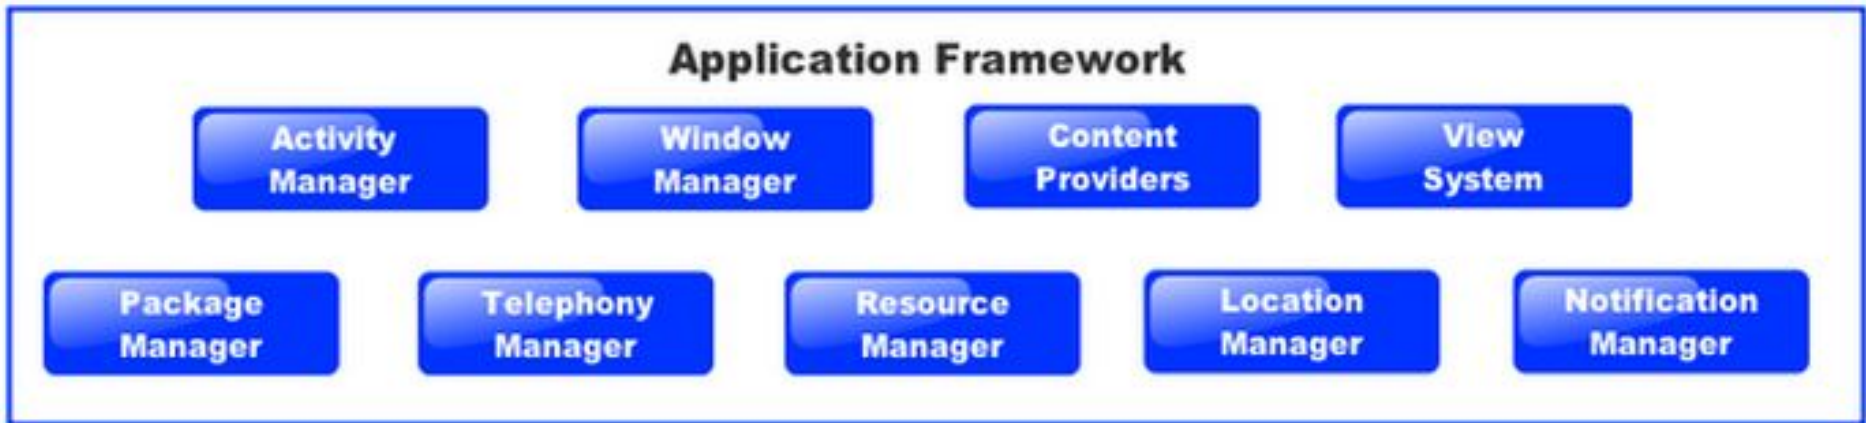 Application Framework
Activity
Manager
Window
Manager
Content
Providers
View
System
Package
Manager
Telephony
Manager
Resource
Manager
Location
Manager
Notification
Manager